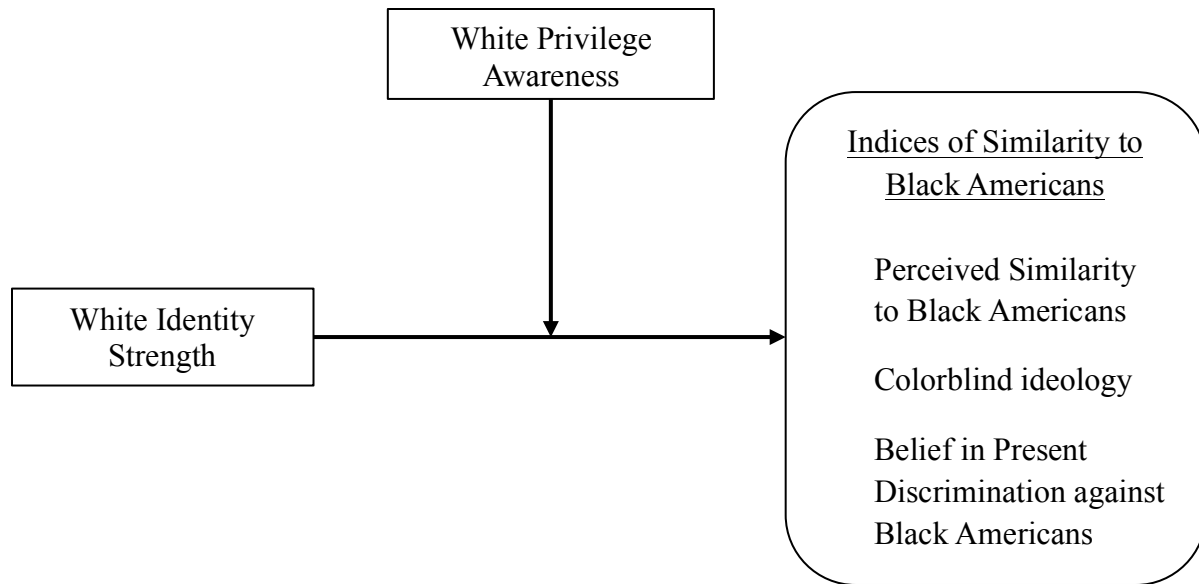 White Privilege
Awareness
Indices of Similarity to
Black Americans
Perceived Similarity
to Black Americans
White Identity
Strength
Colorblind ideology
Belief in Present
Discrimination against
Black Americans